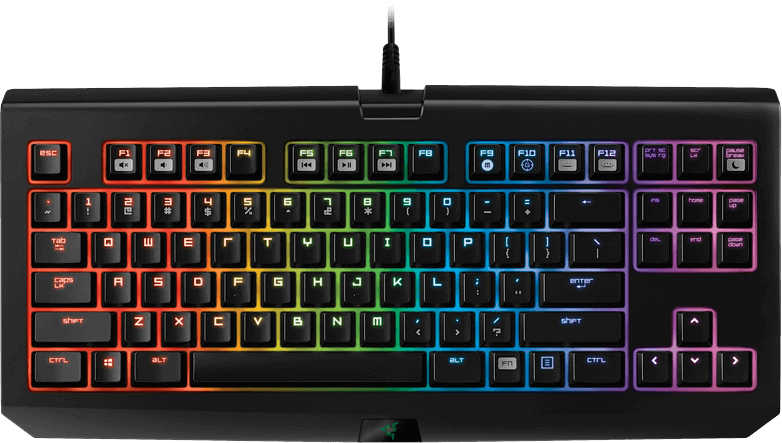 esc F1 F2 F3 F4 F5 F6 F7 F8 F9 F10 F11 F12 prt sc sys rq scr lk pause break
~ ` 1 ! 2 @ 3 # 4 $ 5 % 6 ^ 7 & 8 * 9 ( 0 ) - _ = + ← ins home page up
Tab Q W E R T Y U I O P [ { ] } \ | del end page down
caps lk A S D F G H J K L ; : ' " enter
shift Z X C V B N M , < . > / ? shift
CTRL ALT ALT FN CTRL